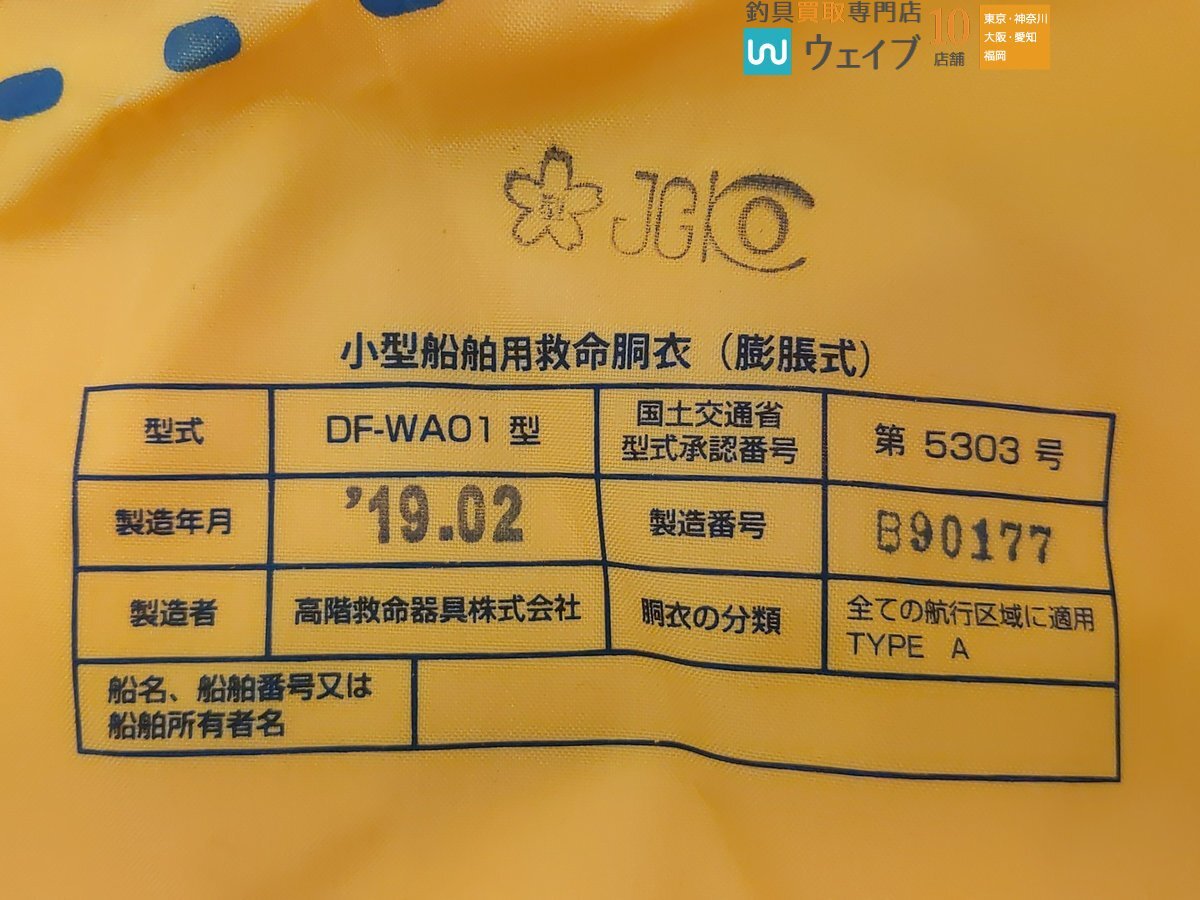 釣具買取専門店
ウェイブ
10
店舗
東京・神奈川
大阪・愛知
福岡
JG
小型船舶用救命胴衣(膨脹式)
型式
DF-WA01 型
国土交通省
型式承認番号
第 5303 号
製造年月
'19.02
製造番号
B90177
製造者
高階救命器具株式会社
胴衣の分類
全ての航行区域に適用
TYPE A
船名、船舶番号又は
船舶所有者名